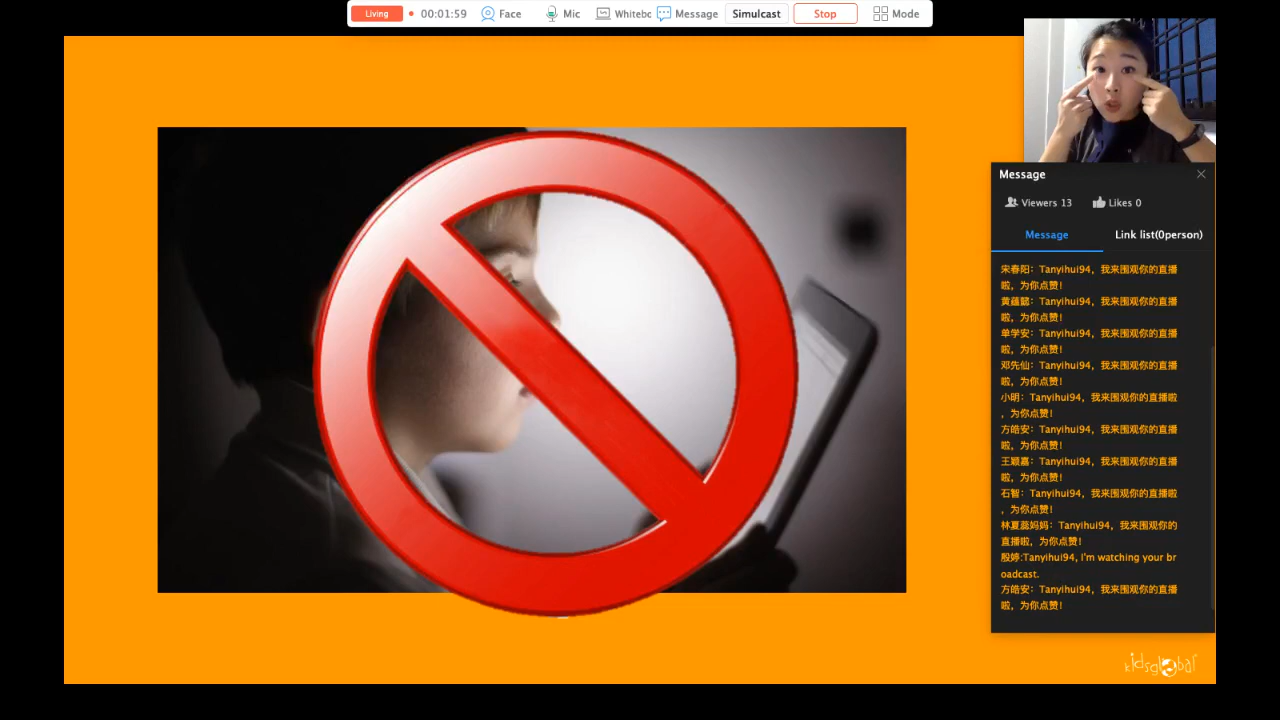 Living
00:01:59
Face
Mic
Whitebc
Message
Simulcast
Stop
Mode
Message
Viewers 13
Likes 0
Message
Link list(0person)
宋春阳：Tanyihui94，我来围观你的直播
啦，为你点赞！
黄蕴懿：Tanyihui94，我来围观你的直播
啦，为你点赞！
单学安：Tanyihui94，我来围观你的直播
啦，为你点赞！
邓先仙：Tanyihui94，我来围观你的直播
啦，为你点赞！
小明：Tanyihui94，我来围观你的直播啦
，为你点赞！
方皓安：Tanyihui94，我来围观你的直播
啦，为你点赞！
王颖嘉：Tanyihui94，我来围观你的直播
啦，为你点赞！
石智：Tanyihui94，我来围观你的直播啦
，为你点赞！
林夏蕊妈妈：Tanyihui94，我来围观你的
直播啦，为你点赞！
殷婷:Tanyihui94, I'm watching your br
oadcast.
方皓安：Tanyihui94，我来围观你的直播
啦，为你点赞！
kidsglobal